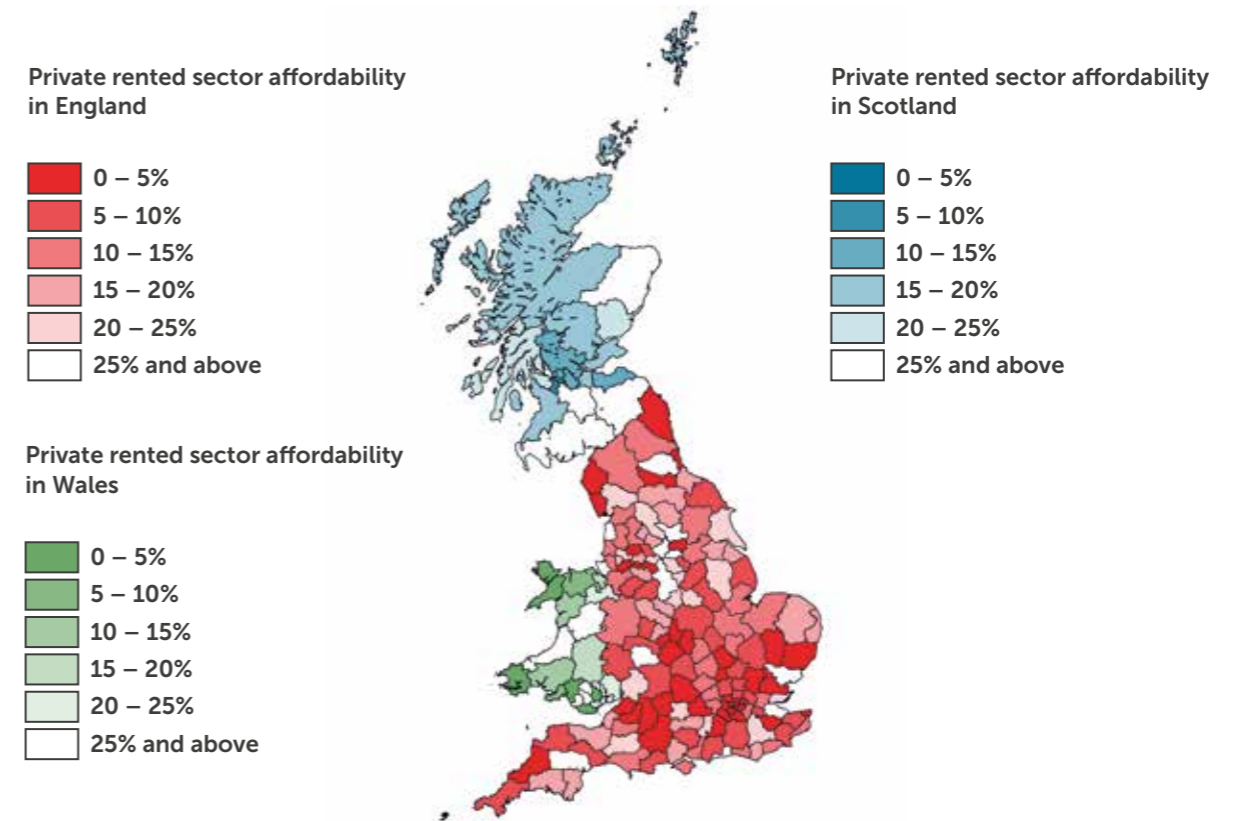 Private rented sector affordability
in England
0 – 5%
5 – 10%
10 – 15%
15 – 20%
20 – 25%
25% and above
Private rented sector affordability
in Wales
0 – 5%
5 – 10%
10 – 15%
15 – 20%
20 – 25%
25% and above
Private rented sector affordability
in Scotland
0 – 5%
5 – 10%
10 – 15%
15 – 20%
20 – 25%
25% and above